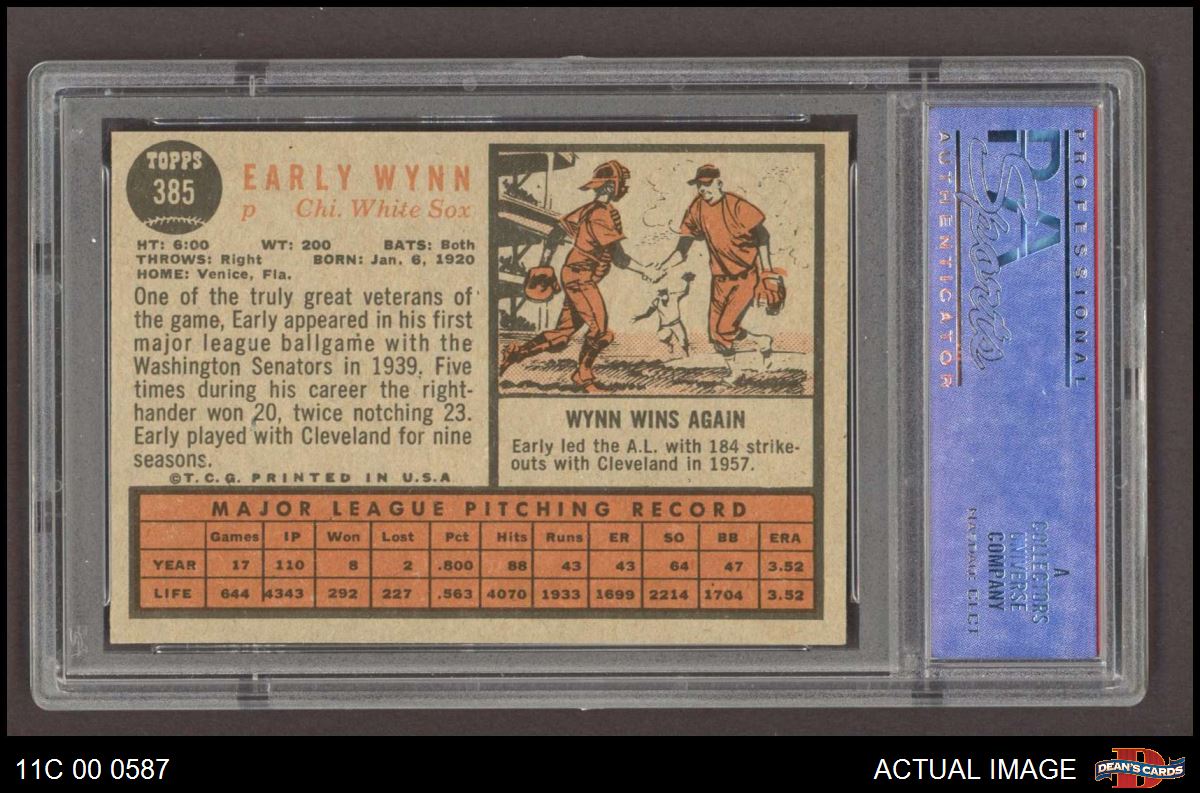 TOPPS
385
EARLY WYNN
p Chi. White Sox
HT: 6:00 WT: 200 BATS: Both
THROWS: Right BORN: Jan. 6, 1920
HOME: Venice, Fla.
One of the truly great veterans of
the game, Early appeared in his first
major league ballgame with the
Washington Senators in 1939. Five
times during his career the right-
hander won 20, twice notching 23.
Early played with Cleveland for nine
seasons.
©T.C.G. PRINTED IN U.S.A
WYNN WINS AGAIN
Early led the A.L. with 184 strike-
outs with Cleveland in 1957.
MAJOR LEAGUE PITCHING RECORD
Games IP Won Lost Pct Hits Runs ER SO BB ERA
YEAR 17 110 8 2 .800 88 43 43 64 47 3.52
LIFE 644 4343 292 227 .563 4070 1933 1699 2214 1704 3.52
PROFESSIONAL
PSA
Sports
AUTHENTICATOR
A
COLLECTORS
UNIVERSE
COMPANY
NASDAQ: CLCT
11C 00 0587
ACTUAL IMAGE
DEAN'S CARDS